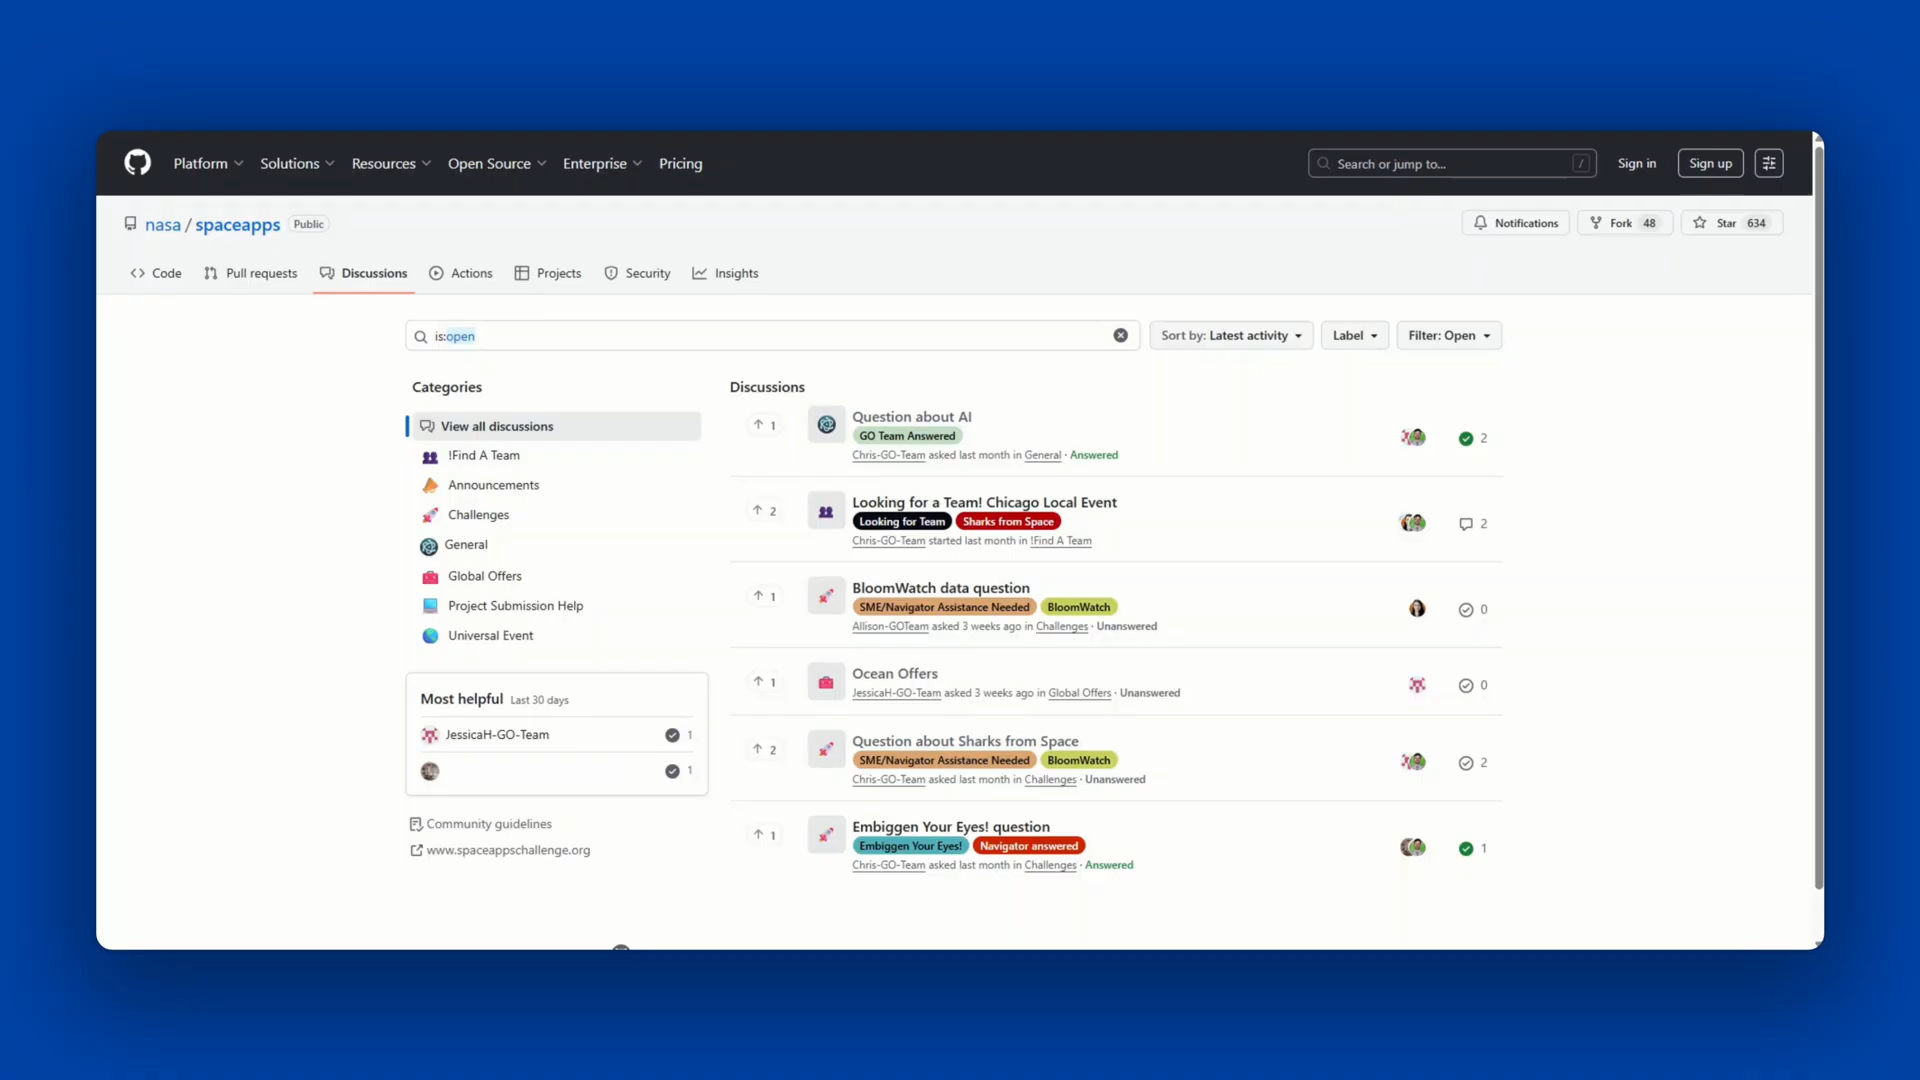 Platform Solutions Resources Open Source Enterprise Pricing Search or jump to... / Sign in Sign up
nasa / spaceapps Public Notifications Fork 48 Star 634
Code Pull requests Discussions Actions Projects Security Insights
is:open Sort by: Latest activity Label Filter: Open
Categories
View all discussions
!Find A Team
Announcements
Challenges
General
Global Offers
Project Submission Help
Universal Event
Most helpful Last 30 days
JessicaH-GO-Team 1
1
Community guidelines
www.spaceappschallenge.org
Discussions
1 Question about AI
GO Team Answered
Chris-GO-Team asked last month in General · Answered 2
2 Looking for a Team! Chicago Local Event
Looking for Team Sharks from Space
Chris-GO-Team started last month in !Find A Team 2
1 BloomWatch data question
SME/Navigator Assistance Needed BloomWatch
Allison-GOTeam asked 3 weeks ago in Challenges · Unanswered 0
1 Ocean Offers
JessicaH-GO-Team asked 3 weeks ago in Global Offers · Unanswered 0
2 Question about Sharks from Space
SME/Navigator Assistance Needed BloomWatch
Chris-GO-Team asked last month in Challenges · Unanswered 2
1 Embiggen Your Eyes! question
Embiggen Your Eyes! Navigator answered
Chris-GO-Team asked last month in Challenges · Answered 1